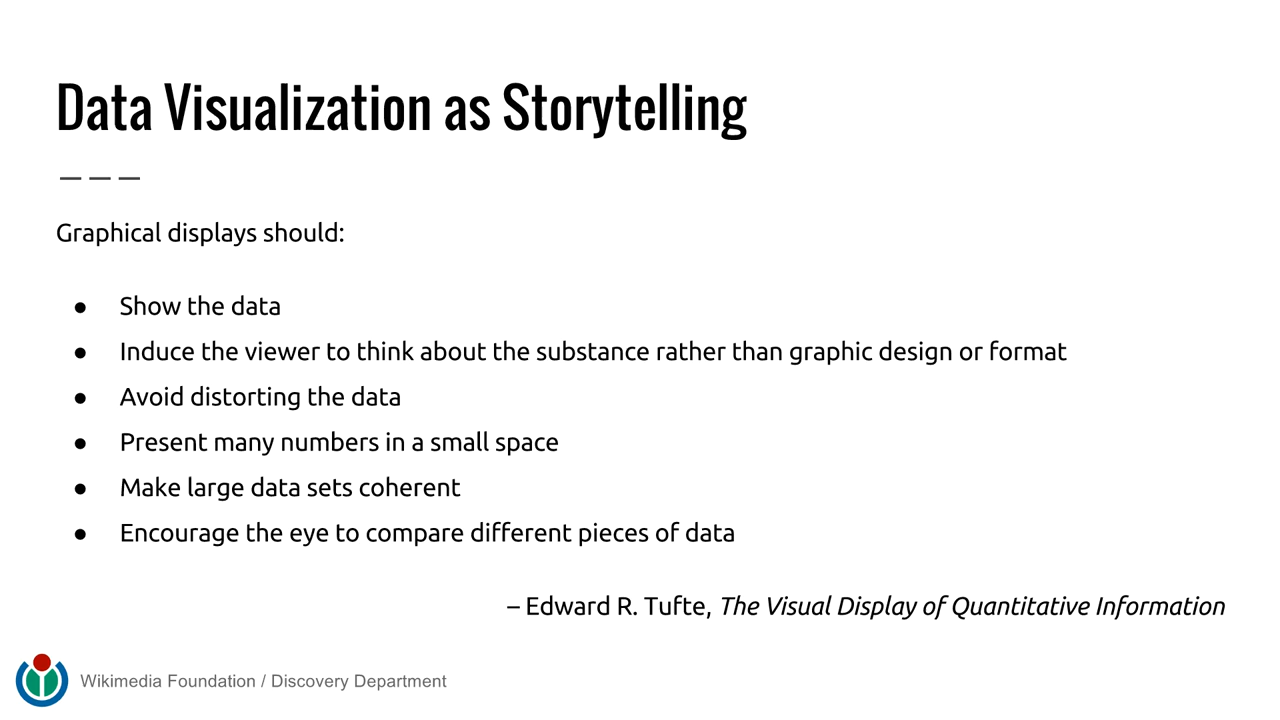 Data Visualization as Storytelling
Graphical displays should:
● Show the data
● Induce the viewer to think about the substance rather than graphic design or format
● Avoid distorting the data
● Present many numbers in a small space
● Make large data sets coherent
● Encourage the eye to compare different pieces of data
– Edward R. Tufte, The Visual Display of Quantitative Information
Wikimedia Foundation / Discovery Department